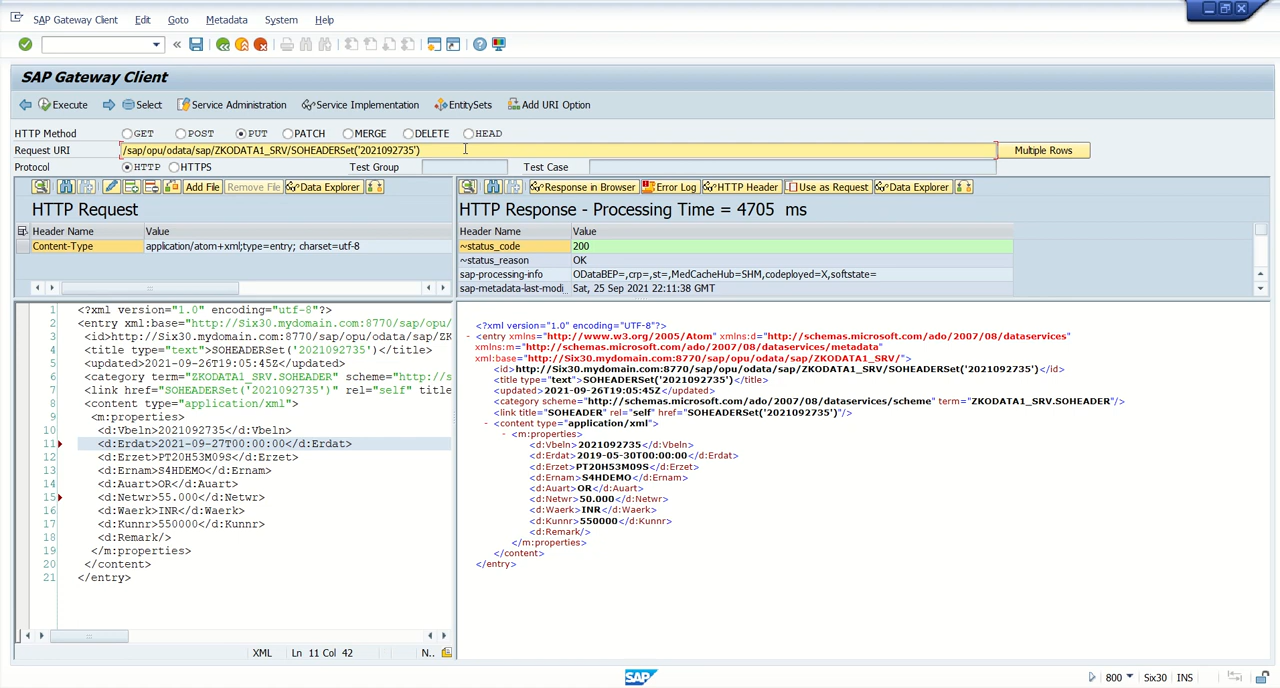 SAP Gateway Client Edit Goto Metadata System Help
SAP Gateway Client
Execute Select Service Administration Service Implementation EntitySets Add URI Option
HTTP Method GET POST PUT PATCH MERGE DELETE HEAD
Request URI /sap/opu/odata/sap/ZKODATA1_SRV/SOHEADERSet('2021092735') Multiple Rows
Protocol HTTP HTTPS Test Group Test Case
Add File Remove File Data Explorer
HTTP Request
Header Name Value
Content-Type application/atom+xml;type=entry; charset=utf-8
1 <?xml version="1.0" encoding="utf-8"?>
2 <entry xml:base="http://Six30.mydomain.com:8770/sap/opu/
3 <id>http://Six30.mydomain.com:8770/sap/opu/odata/sap/ZK
4 <title type="text">SOHEADERSet('2021092735')</title>
5 <updated>2021-09-26T19:05:45Z</updated>
6 <category term="ZKODATA1_SRV.SOHEADER" scheme="http://s
7 <link href="SOHEADERSet('2021092735')" rel="self" title
8 <content type="application/xml">
9 <m:properties>
10 <d:Vbeln>2021092735</d:Vbeln>
11 <d:Erdat>2021-09-27T00:00:00</d:Erdat>
12 <d:Erzet>PT20H53M09S</d:Erzet>
13 <d:Ernam>S4HDEMO</d:Ernam>
14 <d:Auart>OR</d:Auart>
15 <d:Netwr>55.000</d:Netwr>
16 <d:Waerk>INR</d:Waerk>
17 <d:Kunnr>550000</d:Kunnr>
18 <d:Remark/>
19 </m:properties>
20 </content>
21 </entry>
XML Ln 11 Col 42 N..
Response in Browser Error Log HTTP Header Use as Request Data Explorer
HTTP Response - Processing Time = 4705 ms
Header Name Value
~status_code 200
~status_reason OK
sap-processing-info ODataBEP=,crp=,st=,MedCacheHub=SHM,codeployed=X,softstate=
sap-metadata-last-modi.. Sat, 25 Sep 2021 22:11:38 GMT
<?xml version="1.0" encoding="UTF-8"?>
- <entry xmlns="http://www.w3.org/2005/Atom" xmlns:d="http://schemas.microsoft.com/ado/2007/08/dataservices"
xmlns:m="http://schemas.microsoft.com/ado/2007/08/dataservices/metadata"
xml:base="http://Six30.mydomain.com:8770/sap/opu/odata/sap/ZKODATA1_SRV/">
<id>http://Six30.mydomain.com:8770/sap/opu/odata/sap/ZKODATA1_SRV/SOHEADERSet('2021092735')</id>
<title type="text">SOHEADERSet('2021092735')</title>
<updated>2021-09-26T19:05:45Z</updated>
<category scheme="http://schemas.microsoft.com/ado/2007/08/dataservices/scheme" term="ZKODATA1_SRV.SOHEADER"/>
<link title="SOHEADER" rel="self" href="SOHEADERSet('2021092735')"/>
- <content type="application/xml">
- <m:properties>
<d:Vbeln>2021092735</d:Vbeln>
<d:Erdat>2019-05-30T00:00:00</d:Erdat>
<d:Erzet>PT20H53M09S</d:Erzet>
<d:Ernam>S4HDEMO</d:Ernam>
<d:Auart>OR</d:Auart>
<d:Netwr>50.000</d:Netwr>
<d:Waerk>INR</d:Waerk>
<d:Kunnr>550000</d:Kunnr>
<d:Remark/>
</m:properties>
</content>
</entry>
SAP 800 Six30 INS